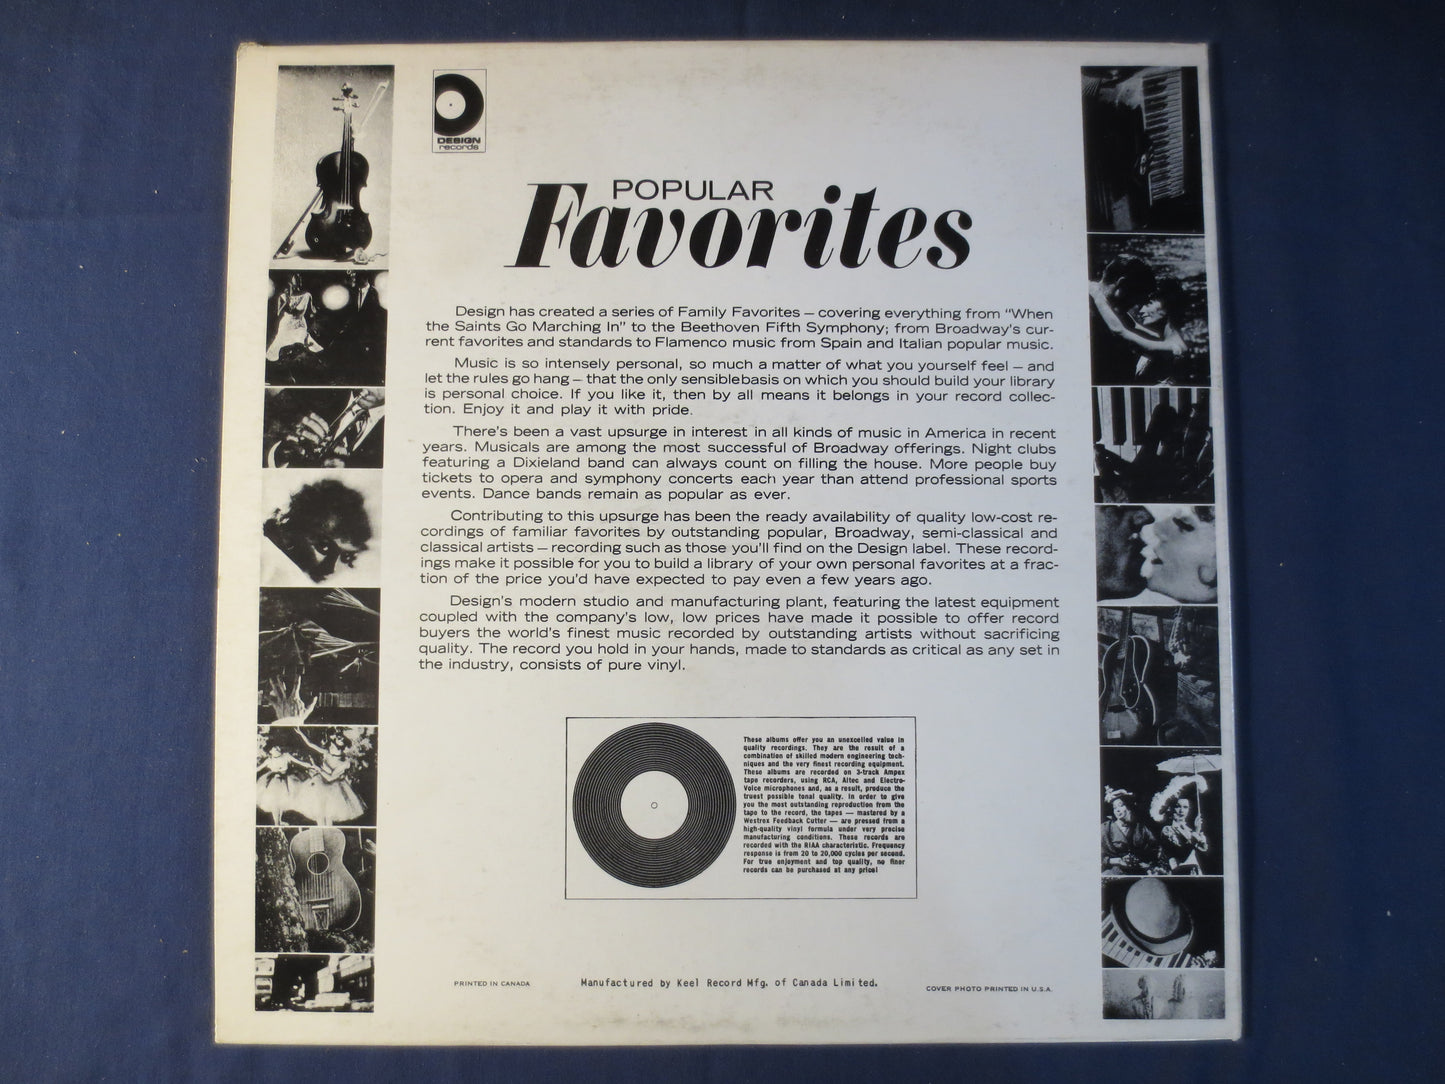 DESIGN
records
POPULAR
Favorites
Design has created a series of Family Favorites – covering everything from "When
the Saints Go Marching In" to the Beethoven Fifth Symphony; from Broadway's cur-
rent favorites and standards to Flamenco music from Spain and Italian popular music.
Music is so intensely personal, so much a matter of what you yourself feel – and
let the rules go hang – that the only sensible basis on which you should build your library
is personal choice. If you like it, then by all means it belongs in your record collec-
tion. Enjoy it and play it with pride.
There's been a vast upsurge in interest in all kinds of music in America in recent
years. Musicals are among the most successful of Broadway offerings. Night clubs
featuring a Dixieland band can always count on filling the house. More people buy
tickets to opera and symphony concerts each year than attend professional sports
events. Dance bands remain as popular as ever.
Contributing to this upsurge has been the ready availability of quality low-cost re-
cordings of familiar favorites by outstanding popular, Broadway, semi-classical and
classical artists – recording such as those you'll find on the Design label. These record-
ings make it possible for you to build a library of your own personal favorites at a frac-
tion of the price you'd have expected to pay even a few years ago.
Design's modern studio and manufacturing plant, featuring the latest equipment
coupled with the company's low, low prices have made it possible to offer record
buyers the world's finest music recorded by outstanding artists without sacrificing
quality. The record you hold in your hands, made to standards as critical as any set in
the industry, consists of pure vinyl.
These albums offer you an unexcelled value in
quality recordings. They are the result of a
combination of skilled modern engineering tech-
niques and the very finest recording equipment.
These albums are recorded on 3-track Ampex
tape recorders, using RCA, Altec and Electro-
Voice microphones and, as a result, produce the
truest possible tonal quality. In order to give
you the most outstanding reproduction from the
tape to the record, the tapes — mastered by a
Westrex Feedback Cutter — are pressed from a
high-quality vinyl formula under very precise
manufacturing conditions. These records are
recorded with the RIAA characteristic. Frequency
response is from 20 to 20,000 cycles per second.
For true enjoyment and top quality, no finer
records can be purchased at any price!
PRINTED IN CANADA
Manufactured by Keel Record Mfg. of Canada Limited.
COVER PHOTO PRINTED IN U.S.A.